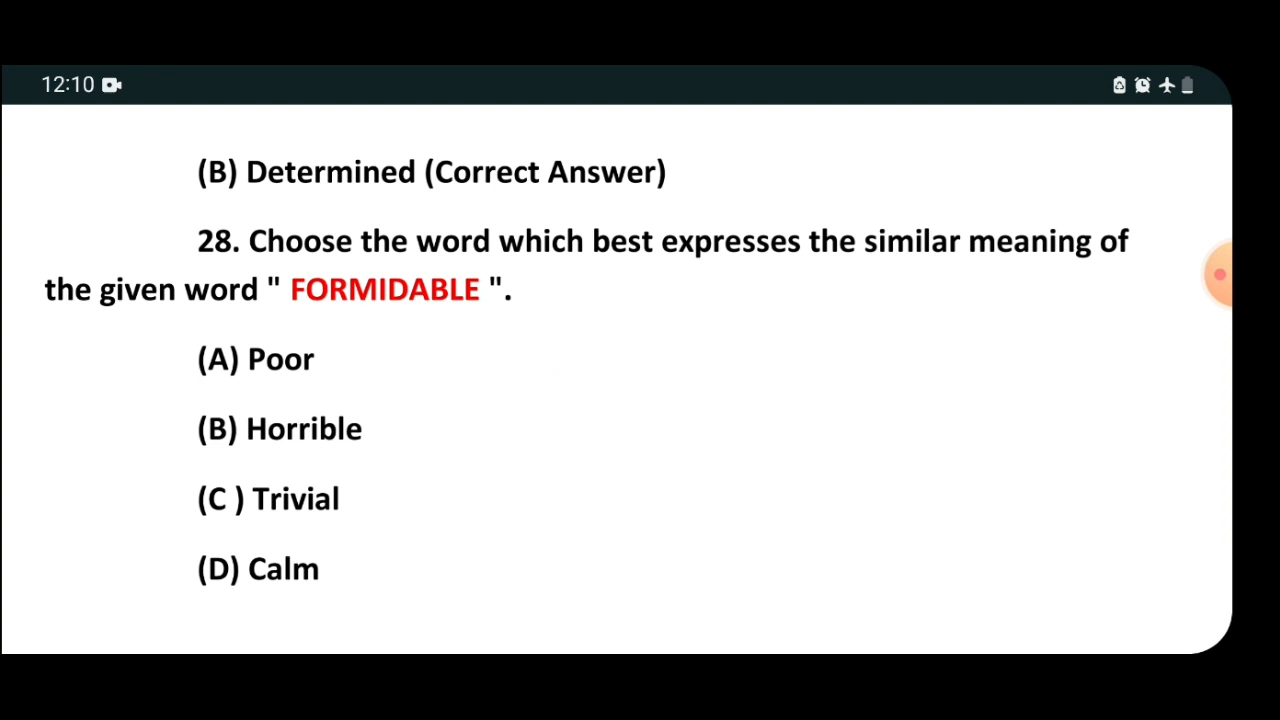 12:10
(B) Determined (Correct Answer)
28. Choose the word which best expresses the similar meaning of
the given word " FORMIDABLE ".
(A) Poor
(B) Horrible
(C ) Trivial
(D) Calm